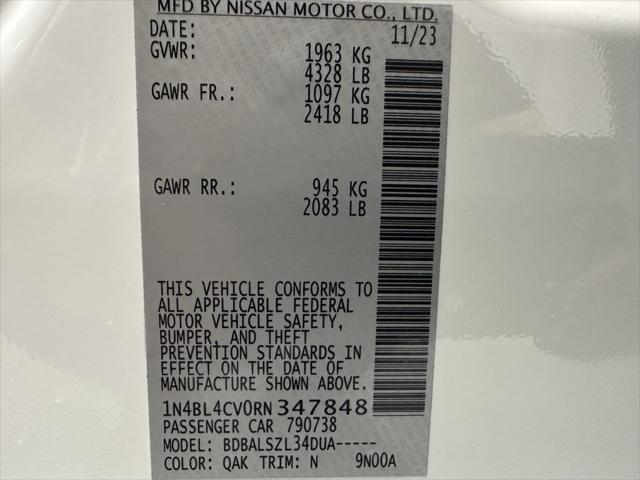 MFD BY NISSAN MOTOR CO., LTD.
DATE: 11/23
GVWR: 1963 KG
4328 LB
GAWR FR.: 1097 KG
2418 LB
GAWR RR.: 945 KG
2083 LB
THIS VEHICLE CONFORMS TO
ALL APPLICABLE FEDERAL
MOTOR VEHICLE SAFETY,
BUMPER, AND THEFT
PREVENTION STANDARDS IN
EFFECT ON THE DATE OF
MANUFACTURE SHOWN ABOVE.
1N4BL4CV0RN347848
PASSENGER CAR 790738
MODEL: BDBALSZL34DUA-----
COLOR: QAK TRIM: N 9N00A